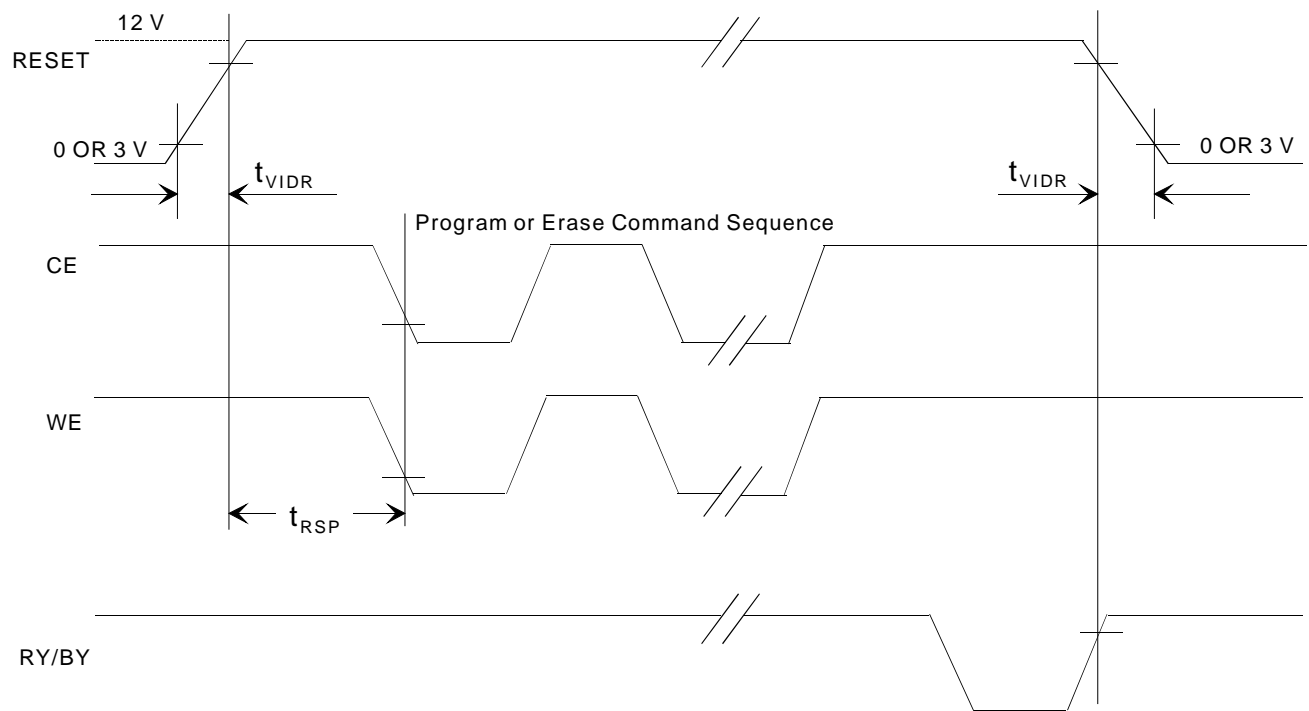 12 V
RESET
0 OR 3 V
0 OR 3 V
tVIDR
tVIDR
Program or Erase Command Sequence
CE
WE
tRSP
RY/BY